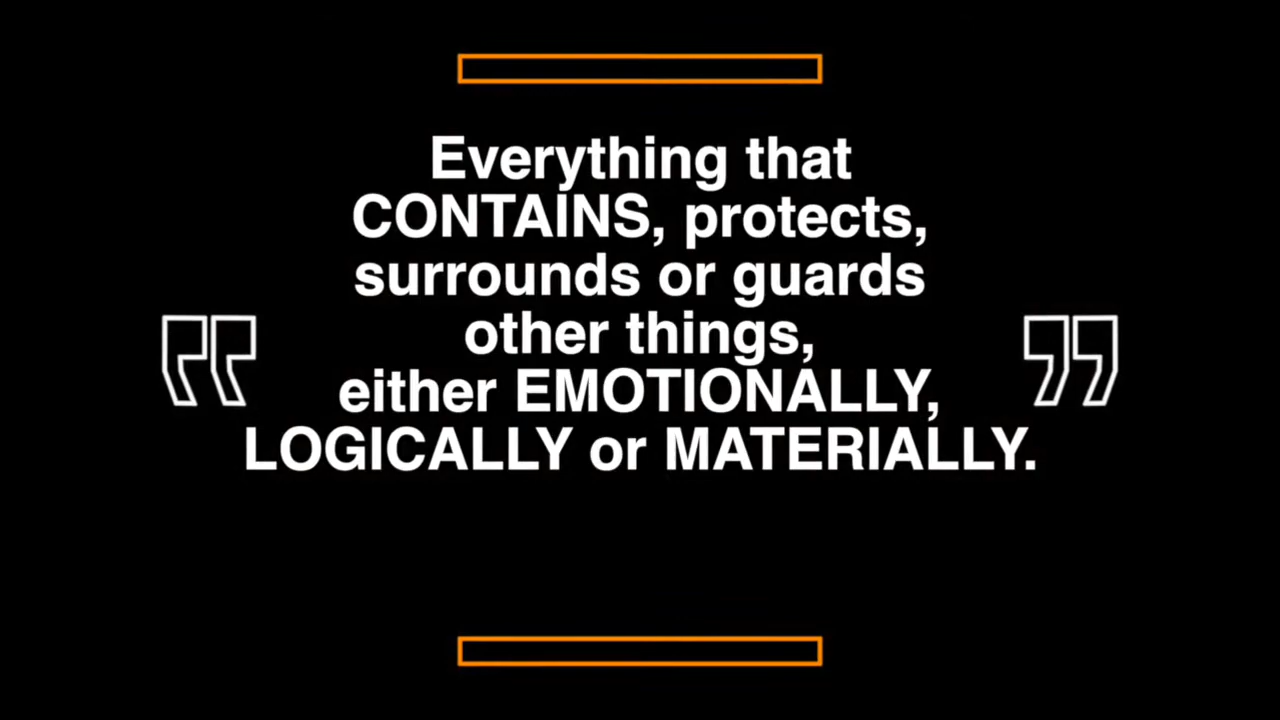 Everything that
CONTAINS, protects,
surrounds or guards
other things,
either EMOTIONALLY,
LOGICALLY or MATERIALLY.